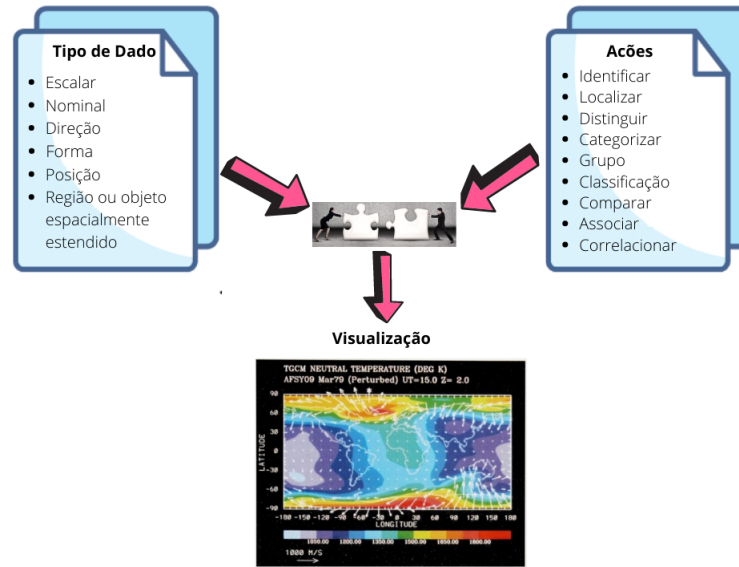 Tipo de Dado
Escalar
Nominal
Direção
Forma
Posição
Região ou objeto
espacialmente
estendido
Acões
Identificar
Localizar
Distinguir
Categorizar
Grupo
Classificação
Comparar
Associar
Correlacionar
Visualização
TGCM NEUTRAL TEMPERATURE (DEG K)
AFSY09 Mar79 (Perturbed) UT=15.0 Z= 2.0
LATITUDE
90
60
30
0
-30
-60
-90
-180 -150 -120 -90 -60 -30 0 30 60 90 120 150 180
LONGITUDE
1050.00 1200.00 1350.00 1500.00 1650.00 1800.00
1000 M/S